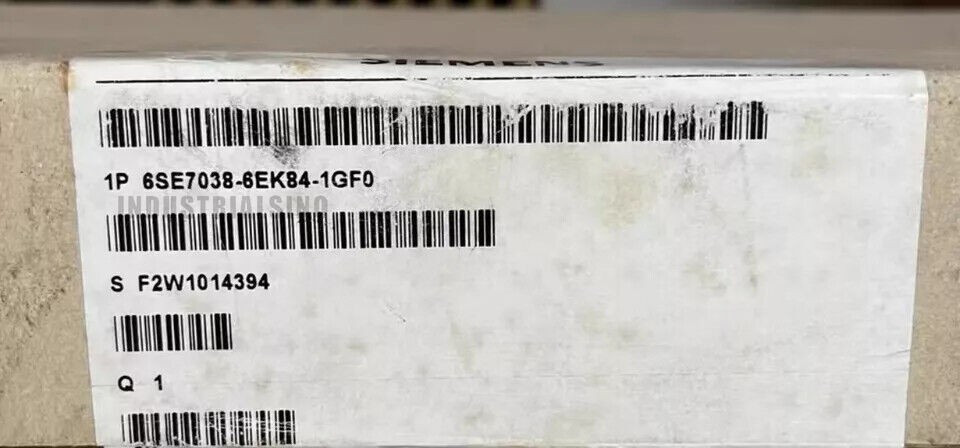 SIEMENS
1P 6SE7038-6EK84-1GF0
INDUSTRIALSINO
S F2W1014394
Q 1